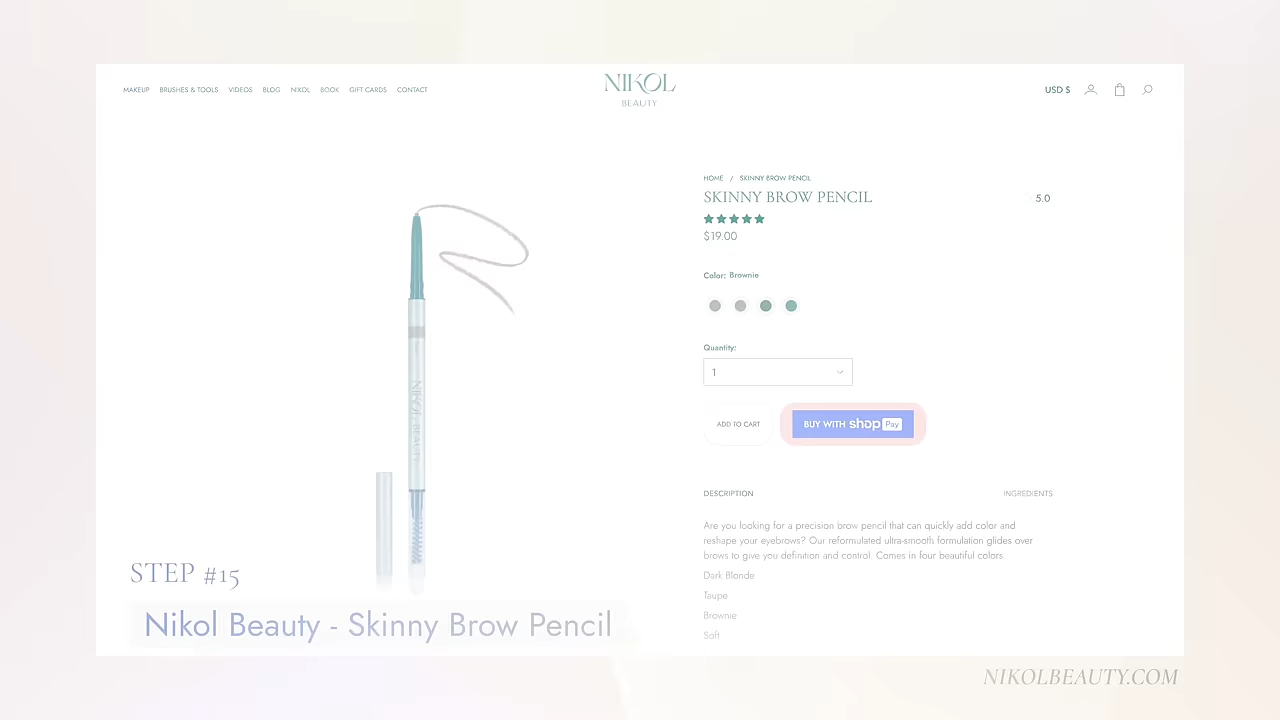 MAKEUP BRUSHES & TOOLS VIDEOS BLOG NIKOL BOOK GIFT CARDS CONTACT
NIKOL
BEAUTY
USD $
HOME / SKINNY BROW PENCIL
SKINNY BROW PENCIL
5.0
$19.00
Color: Brownie
Quantity:
1
ADD TO CART
BUY WITH shop Pay
DESCRIPTION
INGREDIENTS
Are you looking for a precision brow pencil that can quickly add color and
reshape your eyebrows? Our reformulated ultra-smooth formulation glides over
brows to give you definition and control. Comes in four beautiful colors
Dark Blonde
Taupe
Brownie
Soft
NIKOL BEAUTY
STEP #15
Nikol Beauty - Skinny Brow Pencil
NIKOLBEAUTY.COM